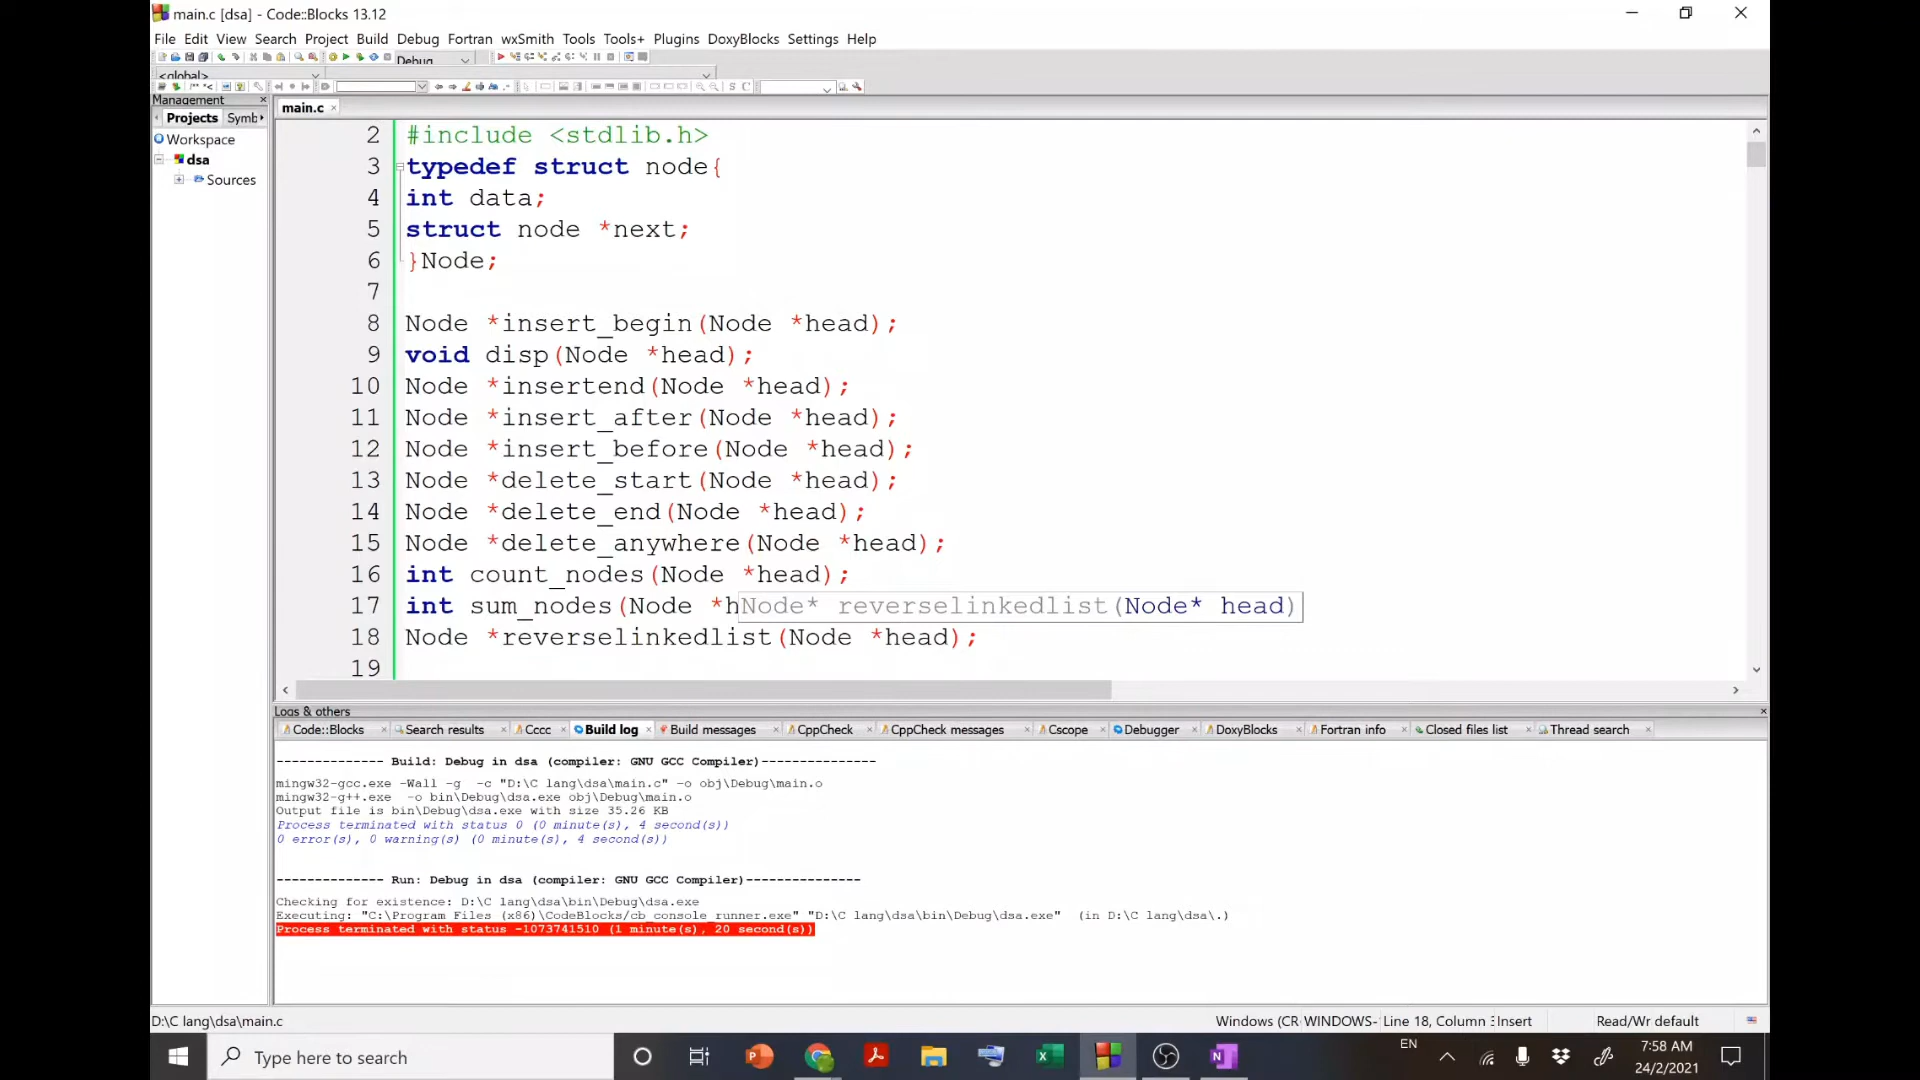 main.c [dsa] - Code::Blocks 13.12
File Edit View Search Project Build Debug Fortran wxSmith Tools Tools+ Plugins DoxyBlocks Settings Help
Debug
<global>
Management
Projects Symb
Workspace
dsa
Sources
main.c
2 #include <stdlib.h>
3 typedef struct node{
4 int data;
5 struct node *next;
6 }Node;
7
8 Node *insert_begin(Node *head);
9 void disp(Node *head);
10 Node *insertend(Node *head);
11 Node *insert_after(Node *head);
12 Node *insert_before(Node *head);
13 Node *delete_start(Node *head);
14 Node *delete_end(Node *head);
15 Node *delete_anywhere(Node *head);
16 int count_nodes(Node *head);
17 int sum_nodes(Node *h Node* reverselinkedlist(Node* head)
18 Node *reverselinkedlist(Node *head);
19
Logs & others
Code::Blocks Search results Cccc Build log Build messages CppCheck CppCheck messages Cscope Debugger DoxyBlocks Fortran info Closed files list Thread search
-------------- Build: Debug in dsa (compiler: GNU GCC Compiler)---------------
mingw32-gcc.exe -Wall -g -c "D:\C lang\dsa\main.c" -o obj\Debug\main.o
mingw32-g++.exe -o bin\Debug\dsa.exe obj\Debug\main.o
Output file is bin\Debug\dsa.exe with size 35.26 KB
Process terminated with status 0 (0 minute(s), 4 second(s))
0 error(s), 0 warning(s) (0 minute(s), 4 second(s))
-------------- Run: Debug in dsa (compiler: GNU GCC Compiler)---------------
Checking for existence: D:\C lang\dsa\bin\Debug\dsa.exe
Executing: "C:\Program Files (x86)\CodeBlocks/cb_console_runner.exe" "D:\C lang\dsa\bin\Debug\dsa.exe" (in D:\C lang\dsa\.)
Process terminated with status -1073741510 (1 minute(s), 20 second(s))
D:\C lang\dsa\main.c
Windows (CR WINDOWS- Line 18, Column Insert Read/Wr default
Type here to search
EN
7:58 AM
24/2/2021